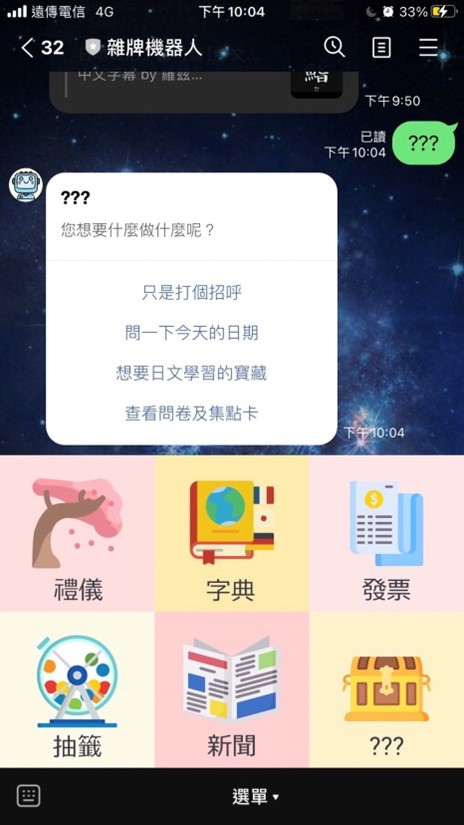 遠傳電信 4G 下午10:04 33%
32 雜牌機器人
中文字幕 by 羅茲...
下午9:50
已讀
下午10:04
???
???
您想要什麼做什麼呢？
只是打個招呼
問一下今天的日期
想要日文學習的寶藏
查看問卷及集點卡
下午10:04
禮儀
字典
發票
抽籤
新聞
???
選單